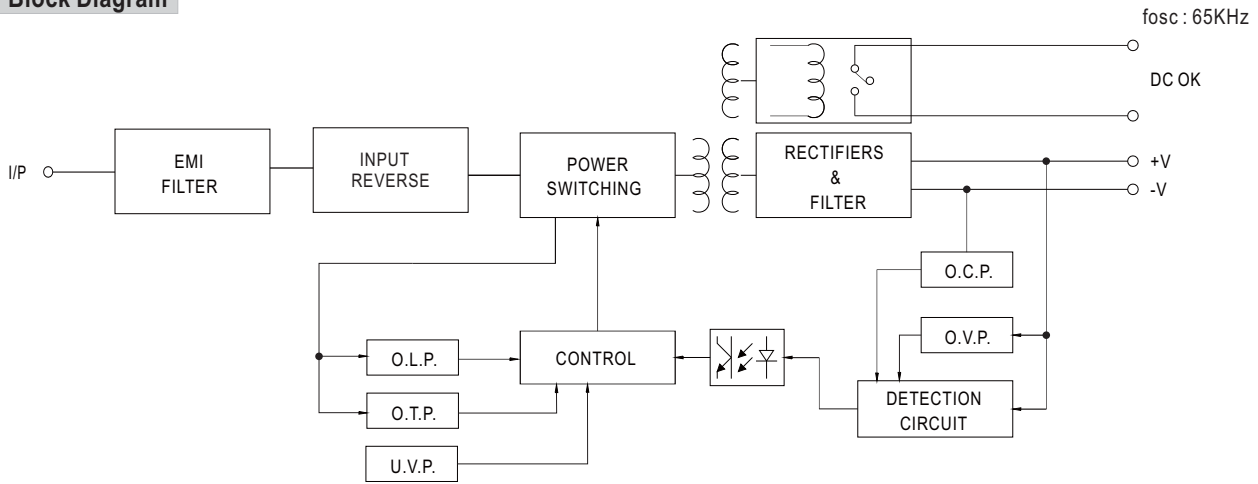 Block Diagram
fosc : 65KHz
DC OK
I/P
EMI
FILTER
INPUT
REVERSE
POWER
SWITCHING
RECTIFIERS
&
FILTER
+V
-V
O.C.P.
O.V.P.
O.L.P.
CONTROL
DETECTION
CIRCUIT
O.T.P.
U.V.P.